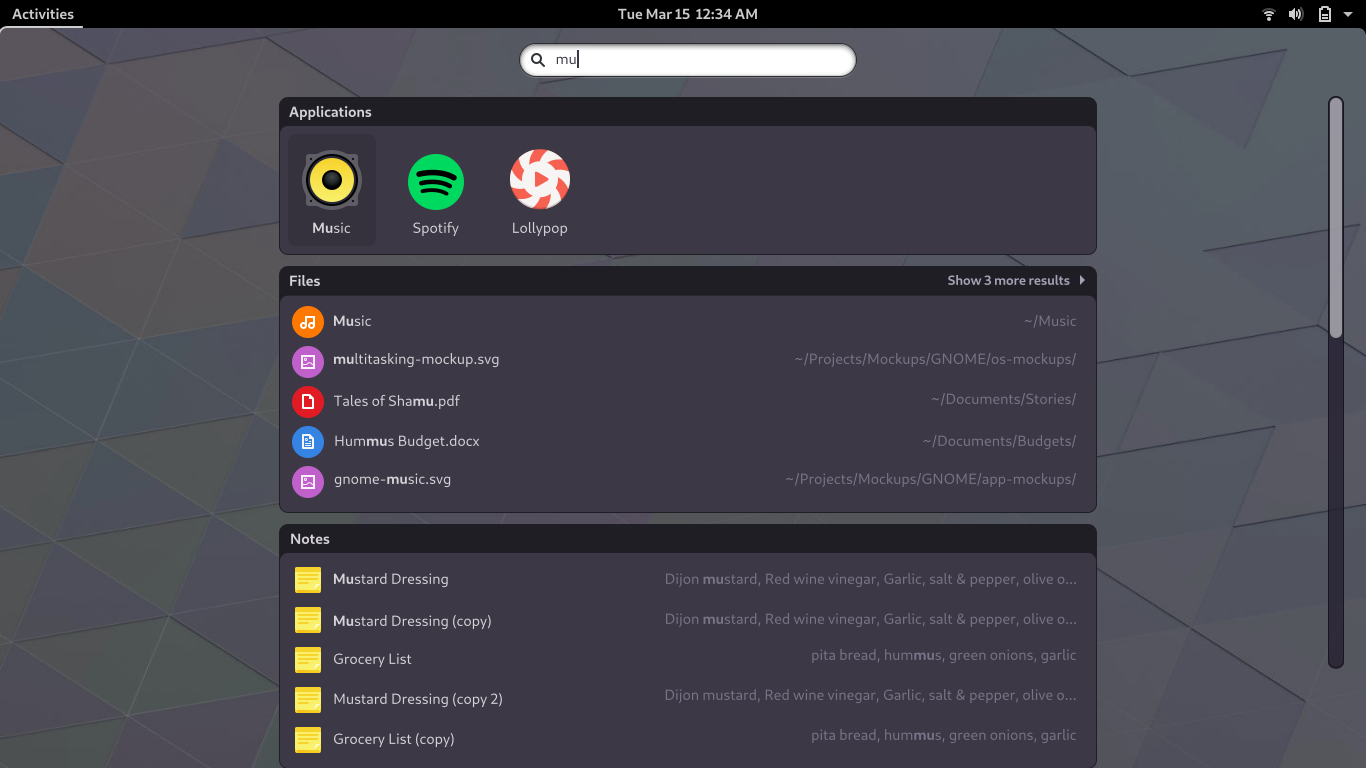 Activities Tue Mar 15 12:34 AM
mu
Applications
Music Spotify Lollypop
Files Show 3 more results
Music ~/Music
multitasking-mockup.svg ~/Projects/Mockups/GNOME/os-mockups/
Tales of Shamu.pdf ~/Documents/Stories/
Hummus Budget.docx ~/Documents/Budgets/
gnome-music.svg ~/Projects/Mockups/GNOME/app-mockups/
Notes
Mustard Dressing Dijon mustard, Red wine vinegar, Garlic, salt & pepper, olive o...
Mustard Dressing (copy) Dijon mustard, Red wine vinegar, Garlic, salt & pepper, olive o...
Grocery List pita bread, hummus, green onions, garlic
Mustard Dressing (copy 2) Dijon mustard, Red wine vinegar, Garlic, salt & pepper, olive o...
Grocery List (copy) pita bread, hummus, green onions, garlic